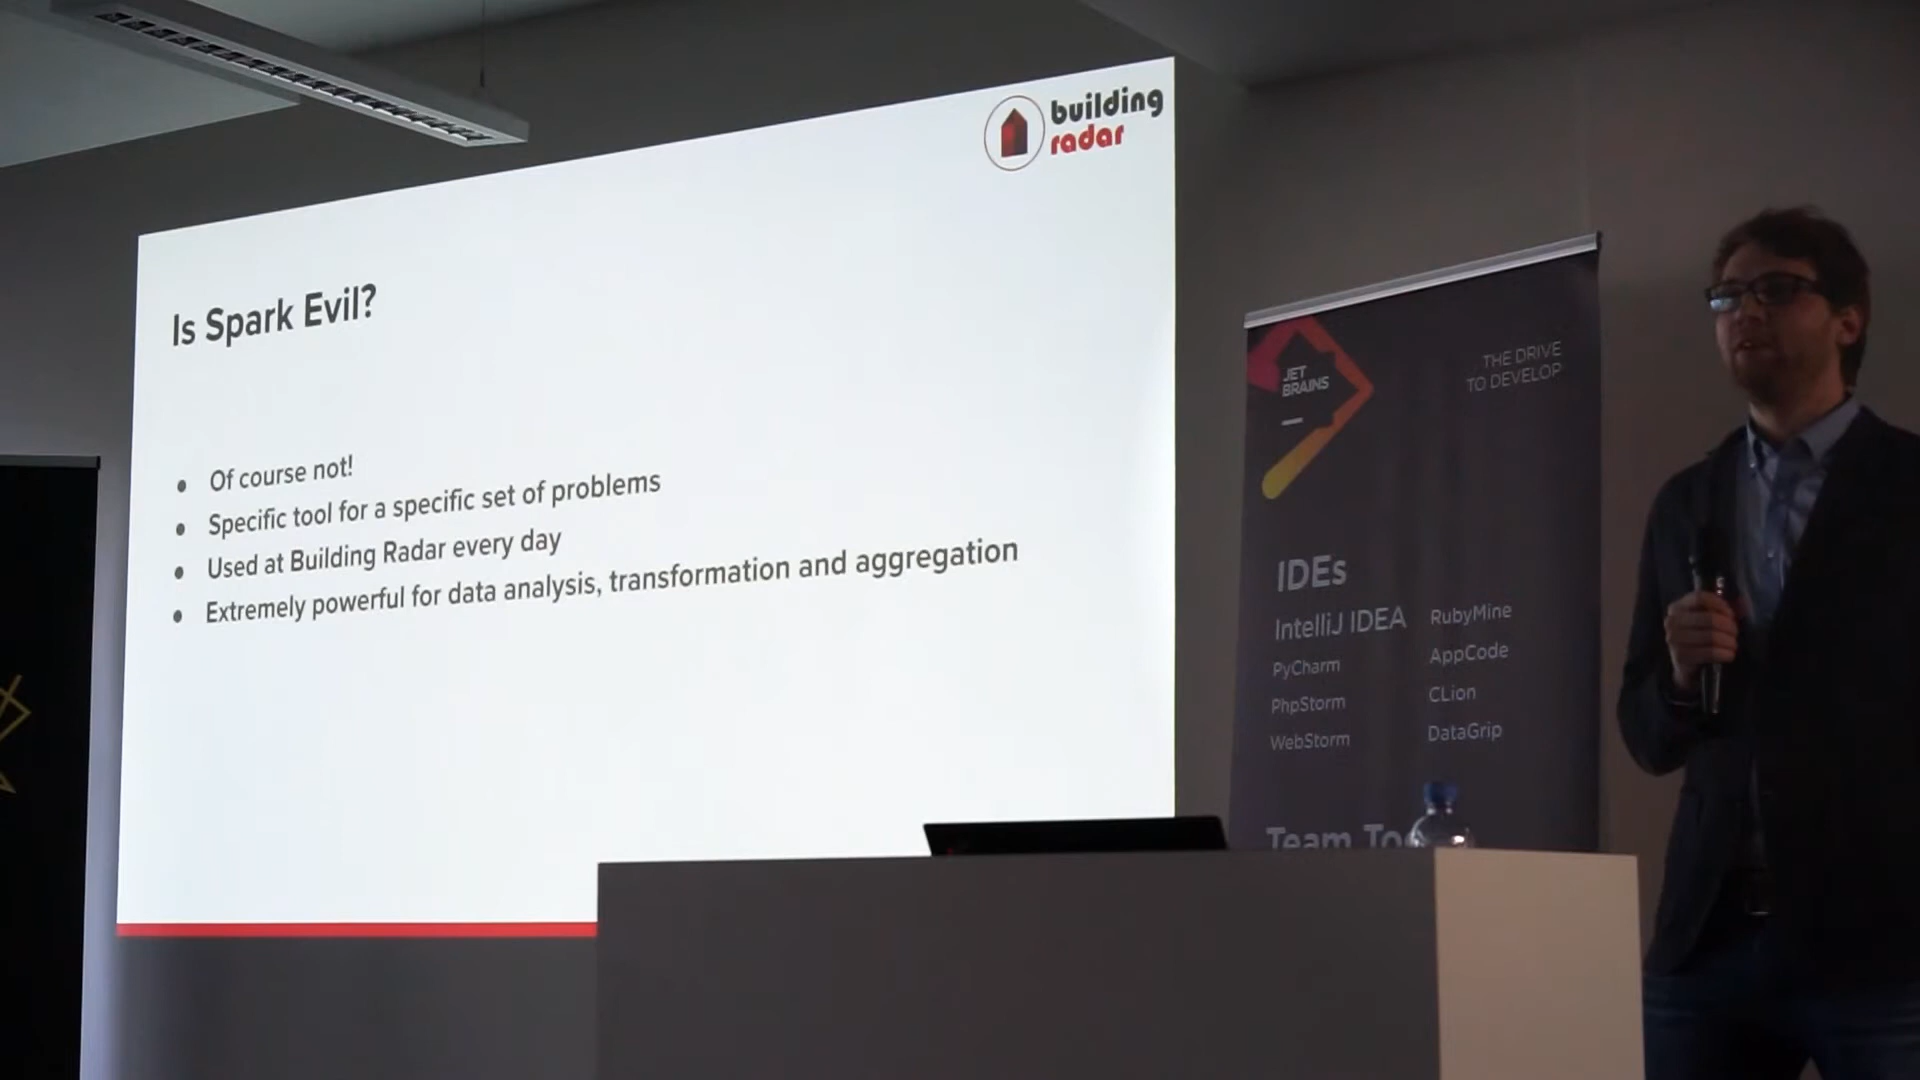 building
radar
Is Spark Evil?
Of course not!
Specific tool for a specific set of problems
Used at Building Radar every day
Extremely powerful for data analysis, transformation and aggregation
JET
BRAINS
THE DRIVE
TO DEVELOP
IDEs
IntelliJ IDEA
PyCharm
PhpStorm
WebStorm
RubyMine
AppCode
CLion
DataGrip
Team